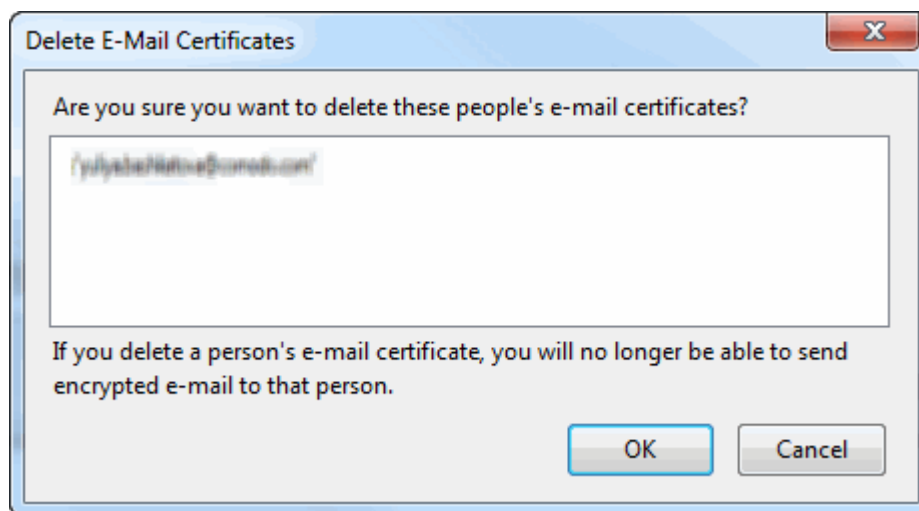 Delete E-Mail Certificates
Are you sure you want to delete these people's e-mail certificates?
If you delete a person's e-mail certificate, you will no longer be able to send
encrypted e-mail to that person.
OK Cancel